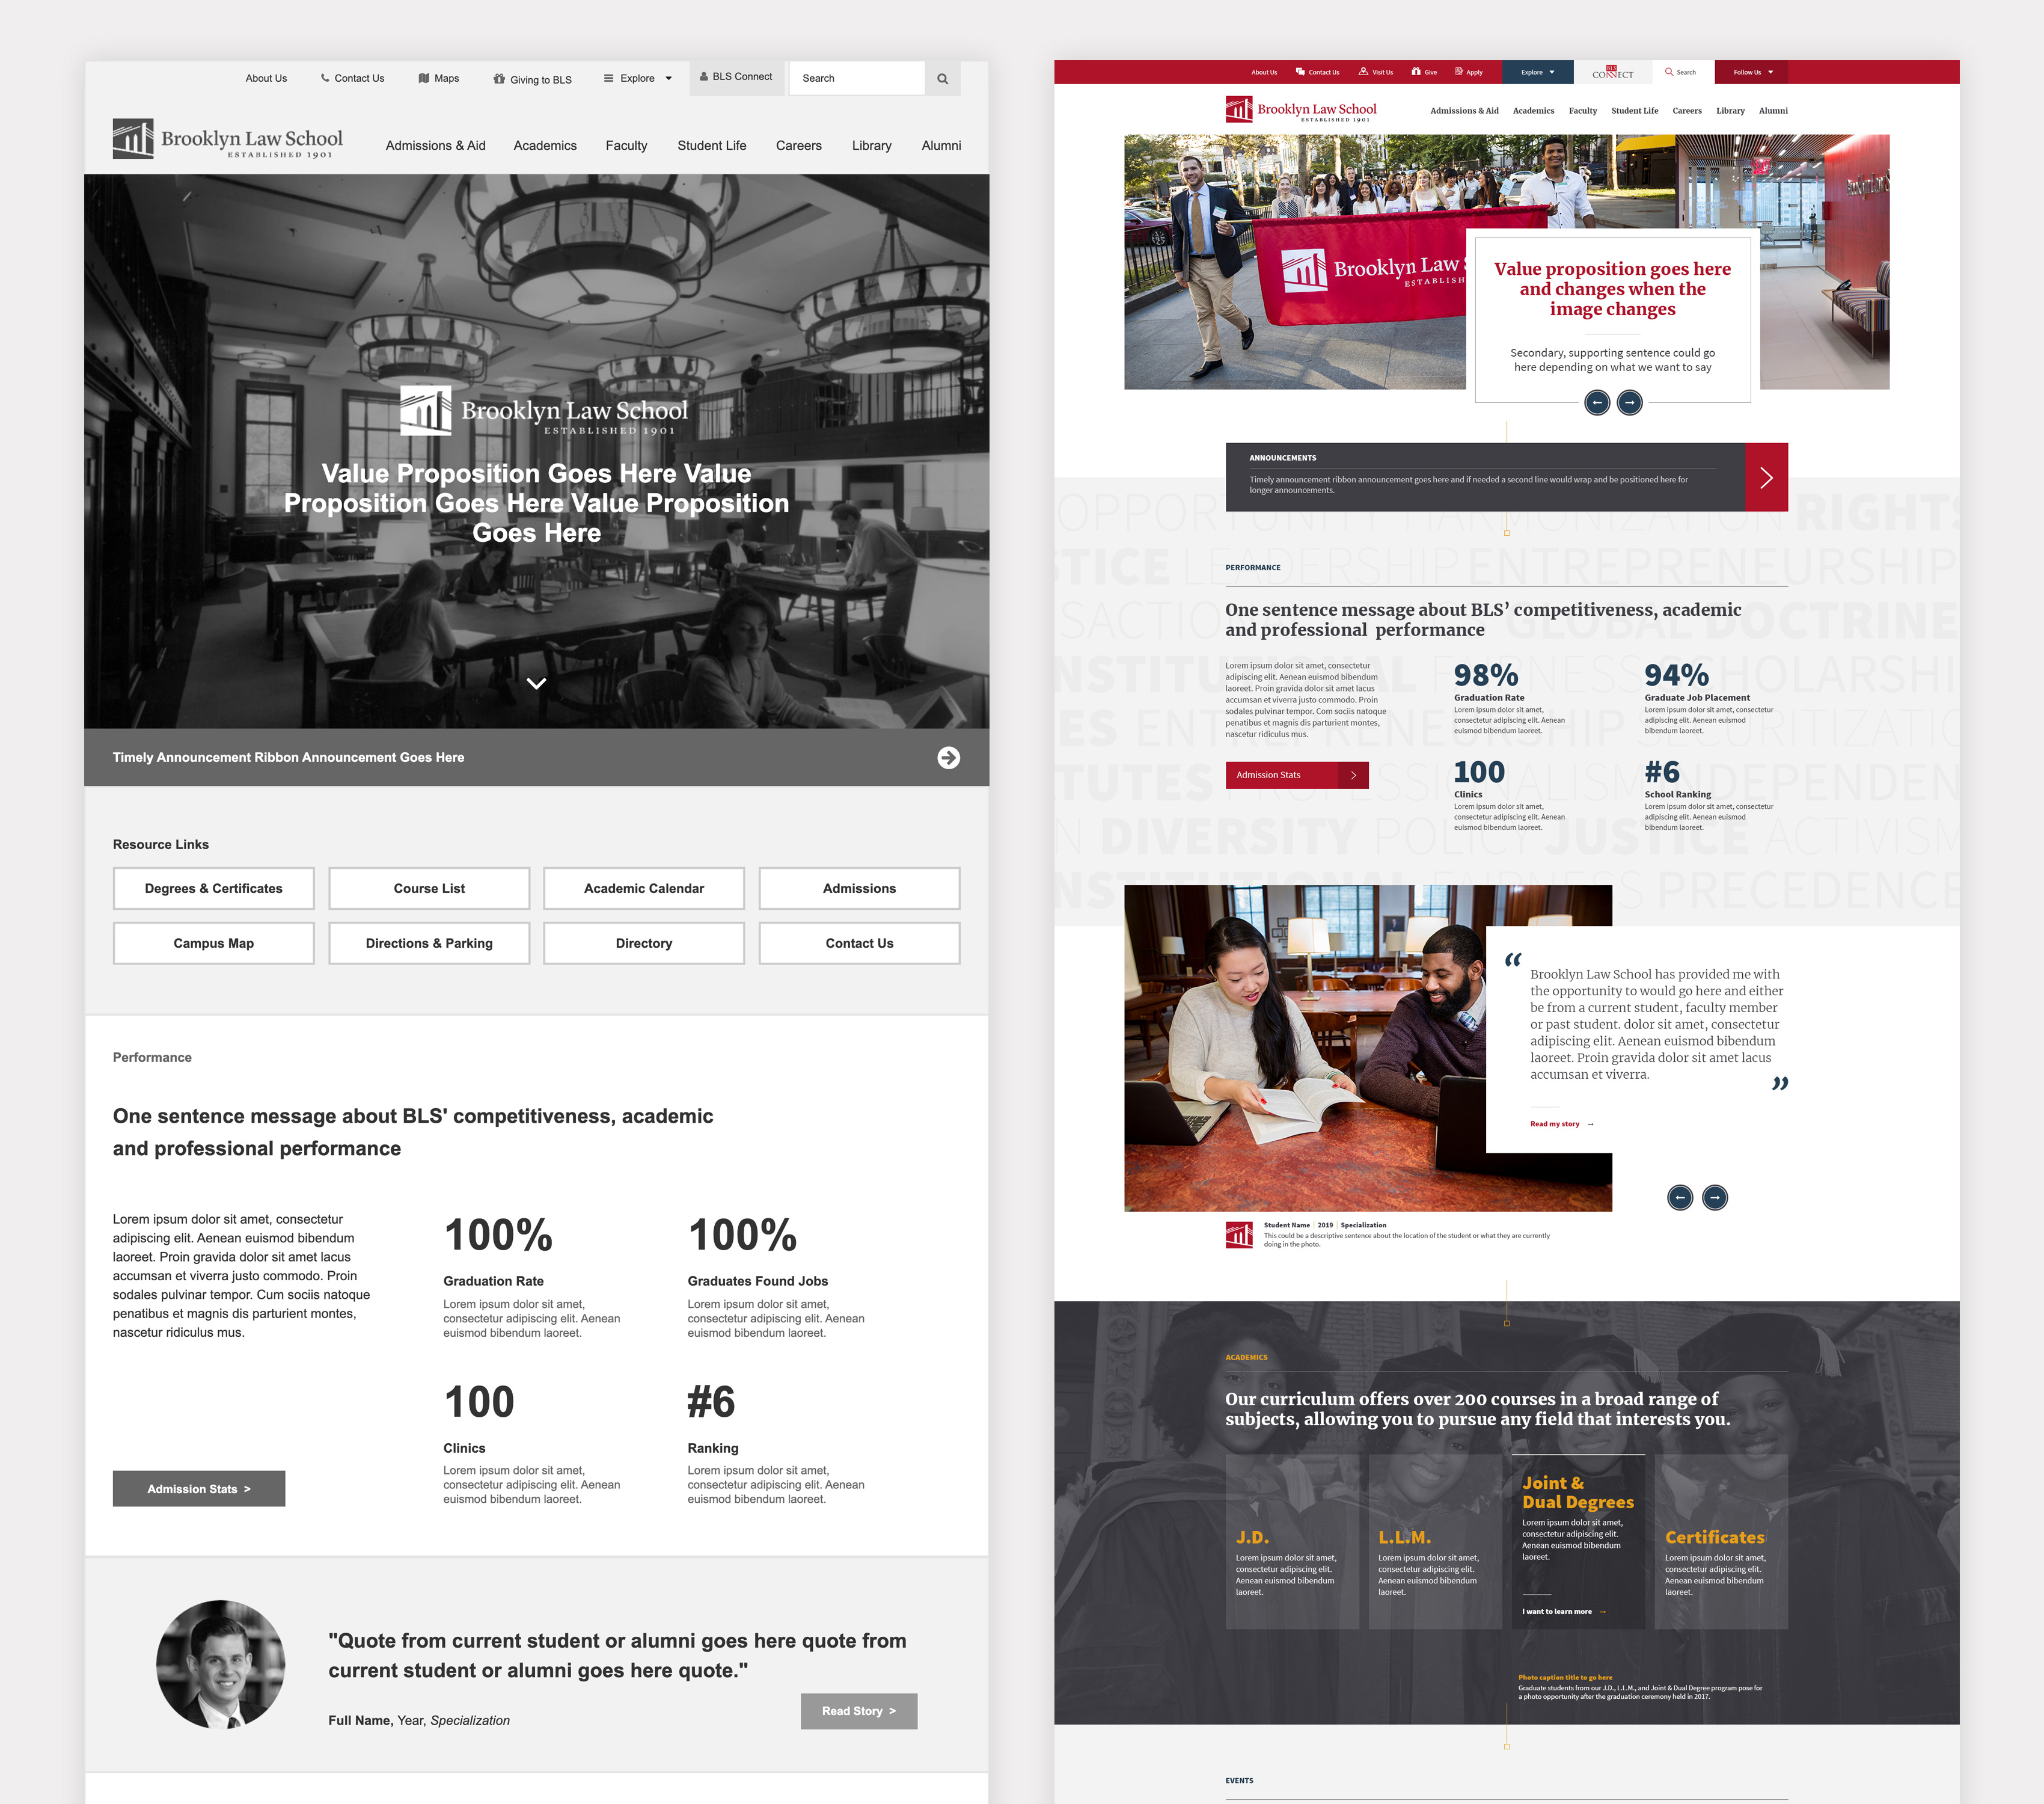 About Us
Contact Us
Maps
Giving to BLS
Explore
BLS Connect
Search
Brooklyn Law School
ESTABLISHED 1901
Admissions & Aid
Academics
Faculty
Student Life
Careers
Library
Alumni
Brooklyn Law School
ESTABLISHED 1901
Value Proposition Goes Here Value
Proposition Goes Here Value Proposition
Goes Here
Timely Announcement Ribbon Announcement Goes Here
Resource Links
Degrees & Certificates
Course List
Academic Calendar
Admissions
Campus Map
Directions & Parking
Directory
Contact Us
Performance
One sentence message about BLS' competitiveness, academic
and professional performance
Lorem ipsum dolor sit amet, consectetur
adipiscing elit. Aenean euismod bibendum
laoreet. Proin gravida dolor sit amet lacus
accumsan et viverra justo commodo. Proin
sodales pulvinar tempor. Cum sociis natoque
penatibus et magnis dis parturient montes,
nascetur ridiculus mus.
Admission Stats >
100%
Graduation Rate
Lorem ipsum dolor sit amet,
consectetur adipiscing elit. Aenean
euismod bibendum laoreet.
100%
Graduates Found Jobs
Lorem ipsum dolor sit amet,
consectetur adipiscing elit. Aenean
euismod bibendum laoreet.
100
Clinics
Lorem ipsum dolor sit amet,
consectetur adipiscing elit. Aenean
euismod bibendum laoreet.
#6
Ranking
Lorem ipsum dolor sit amet,
consectetur adipiscing elit. Aenean
euismod bibendum laoreet.
"Quote from current student or alumni goes here quote from
current student or alumni goes here quote."
Full Name, Year, Specialization
Read Story >
About Us
Contact Us
Visit Us
Give
Apply
Explore
BLS
CONNECT
Search
Follow Us
Brooklyn Law School
ESTABLISHED 1901
Admissions & Aid
Academics
Faculty
Student Life
Careers
Library
Alumni
Brooklyn Law S
ESTABLISH
Value proposition goes here
and changes when the
image changes
Secondary, supporting sentence could go
here depending on what we want to say
ANNOUNCEMENTS
Timely announcement ribbon announcement goes here and if needed a second line would wrap and be positioned here for
longer announcements.
OPPORTUNITY HARMONIZATION RIGHTS
STICE LEADERSHIP ENTREPRENEURSHIP
GLOBAL DOCTRINE
FAIRNESS SCHOLARSHI
ES ENTREPRENEURSHIP
TUTES PROFESSIONALISM INDEPENDEN
N DIVERSITY POLICY JUSTICE ACTIVISM
NSTITUTIONAL FAIRNESS PRECEDENCE
PERFORMANCE
One sentence message about BLS’ competitiveness, academic
and professional performance
Lorem ipsum dolor sit amet, consectetur
adipiscing elit. Aenean euismod bibendum
laoreet. Proin gravida dolor sit amet lacus
accumsan et viverra justo commodo. Proin
sodales pulvinar tempor. Com sociis natoque
penatibus et magnis dis parturient montes,
nascetur ridiculus mus.
Admission Stats
98%
Graduation Rate
Lorem ipsum dolor sit amet,
consectetur adipiscing elit. Aenean
euismod bibendum laoreet.
94%
Graduate Job Placement
Lorem ipsum dolor sit amet, consectetur
adipiscing elit. Aenean euismod
bibendum laoreet.
100
Clinics
Lorem ipsum dolor sit amet,
consectetur adipiscing elit. Aenean
euismod bibendum laoreet.
#6
School Ranking
Lorem ipsum dolor sit amet, consectetur
adipiscing elit. Aenean euismod
bibendum laoreet.
“
Brooklyn Law School has provided me with
the opportunity to would go here and either
be from a current student, faculty member
or past student. dolor sit amet, consectetur
adipiscing elit. Aenean euismod bibendum
laoreet. Proin gravida dolor sit amet lacus
accumsan et viverra.
”
Read my story →
Student Name | 2019 | Specialization
This could be a descriptive sentence about the location of the student or what they are currently
doing in the photo.
ACADEMICS
Our curriculum offers over 200 courses in a broad range of
subjects, allowing you to pursue any field that interests you.
J.D.
Lorem ipsum dolor sit amet,
consectetur adipiscing elit.
Aenean euismod bibendum
laoreet.
L.L.M.
Lorem ipsum dolor sit amet,
consectetur adipiscing elit.
Aenean euismod bibendum
laoreet.
Joint &
Dual Degrees
Lorem ipsum dolor sit amet,
consectetur adipiscing elit.
Aenean euismod bibendum
laoreet.
I want to learn more →
Certificates
Lorem ipsum dolor sit amet,
consectetur adipiscing elit.
Aenean euismod bibendum
laoreet.
Photo caption title to go here
Graduate students from our J.D., L.L.M., and Joint & Dual Degree program pose for
a photo opportunity after the graduation ceremony held in 2017.
EVENTS